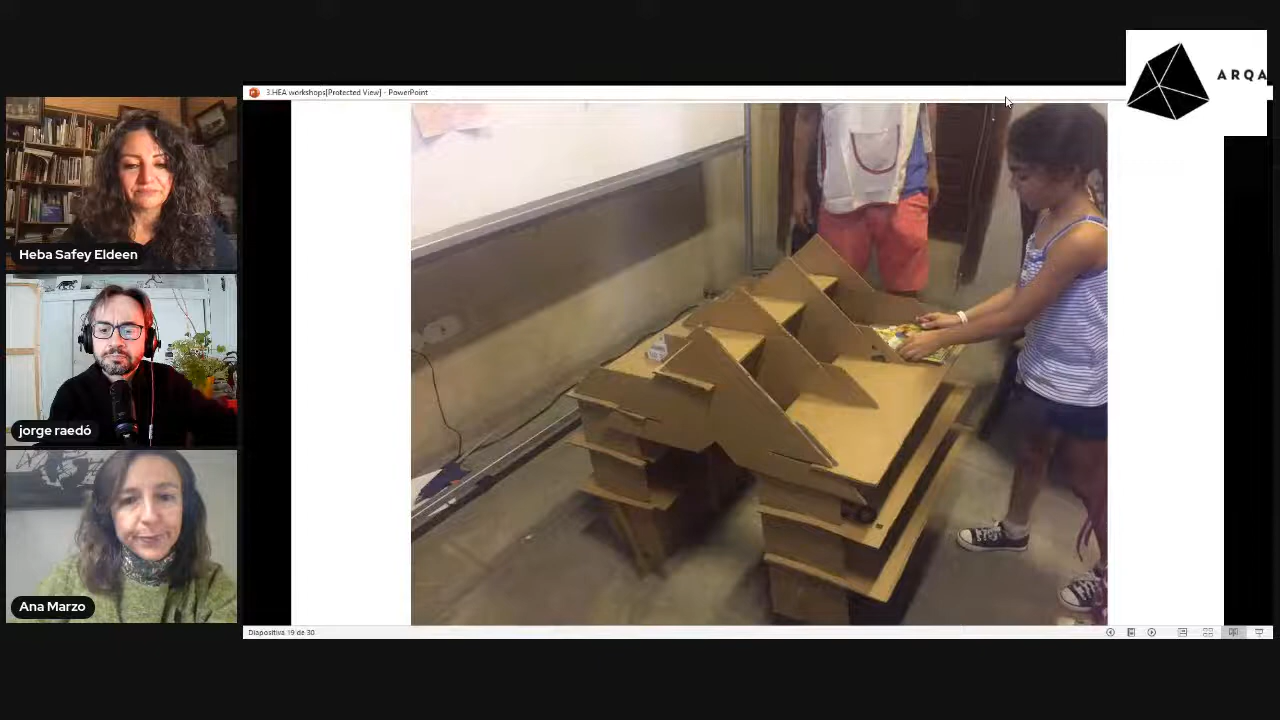 3.HEA workshops[Protected View] - PowerPoint
ARQA
Heba Safey Eldeen
jorge raedó
Ana Marzo
Diapositiva 19 de 30